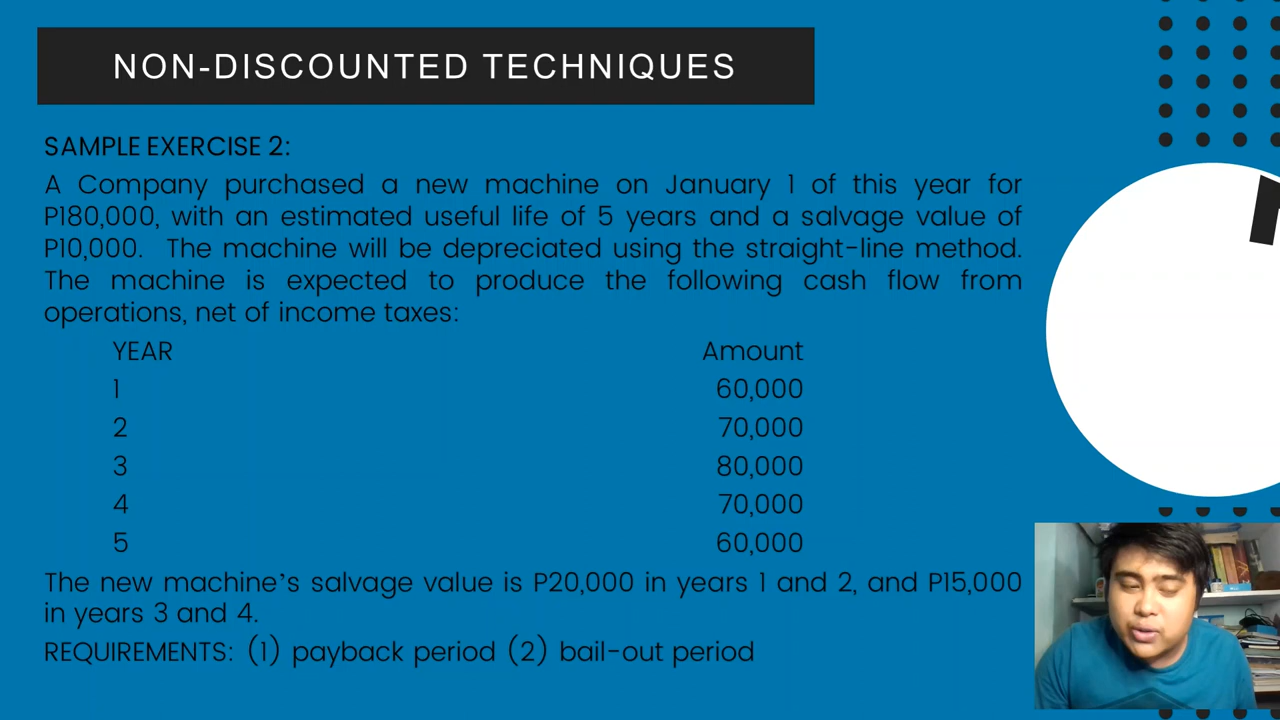 NON-DISCOUNTED TECHNIQUES
SAMPLE EXERCISE 2:
A Company purchased a new machine on January 1 of this year for
P180,000, with an estimated useful life of 5 years and a salvage value of
P10,000. The machine will be depreciated using the straight-line method.
The machine is expected to produce the following cash flow from
operations, net of income taxes:
YEAR Amount
1 60,000
2 70,000
3 80,000
4 70,000
5 60,000
The new machine’s salvage value is P20,000 in years 1 and 2, and P15,000
in years 3 and 4.
REQUIREMENTS: (1) payback period (2) bail-out period